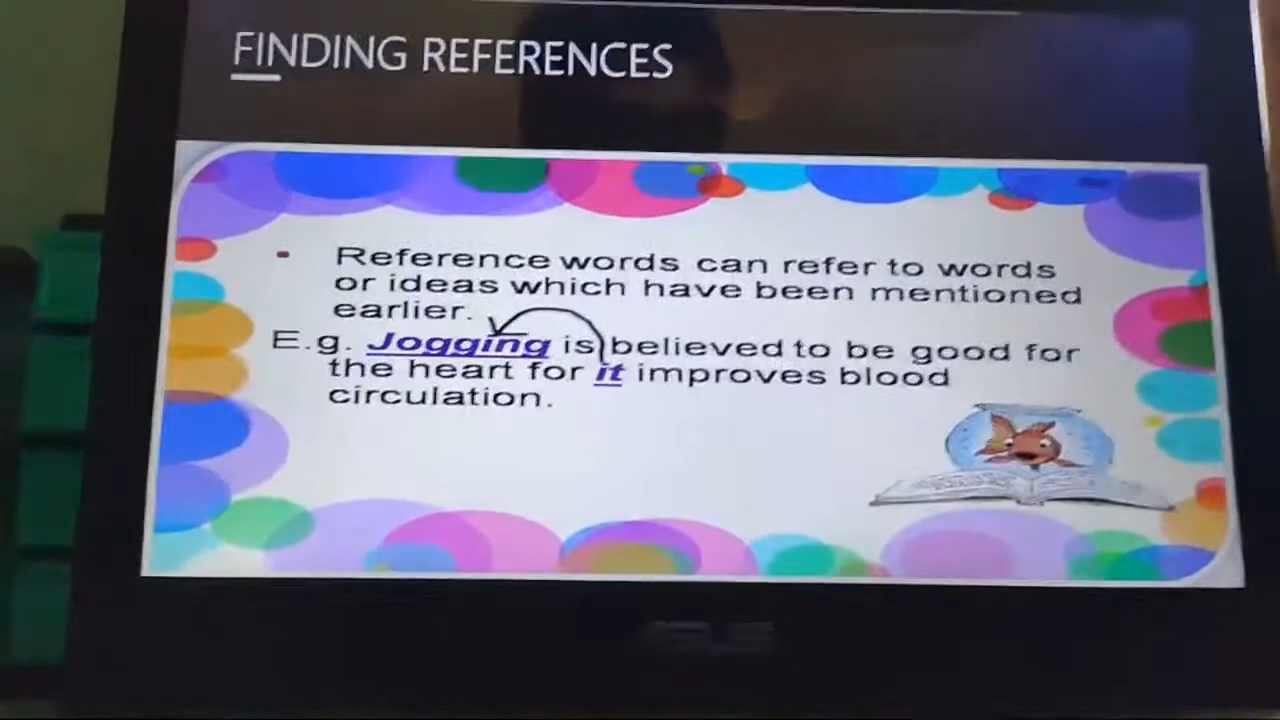 FINDING REFERENCES
▪ Reference words can refer to words
or ideas which have been mentioned
earlier.
E.g. Jogging is believed to be good for
the heart for it improves blood
circulation.
ASUS